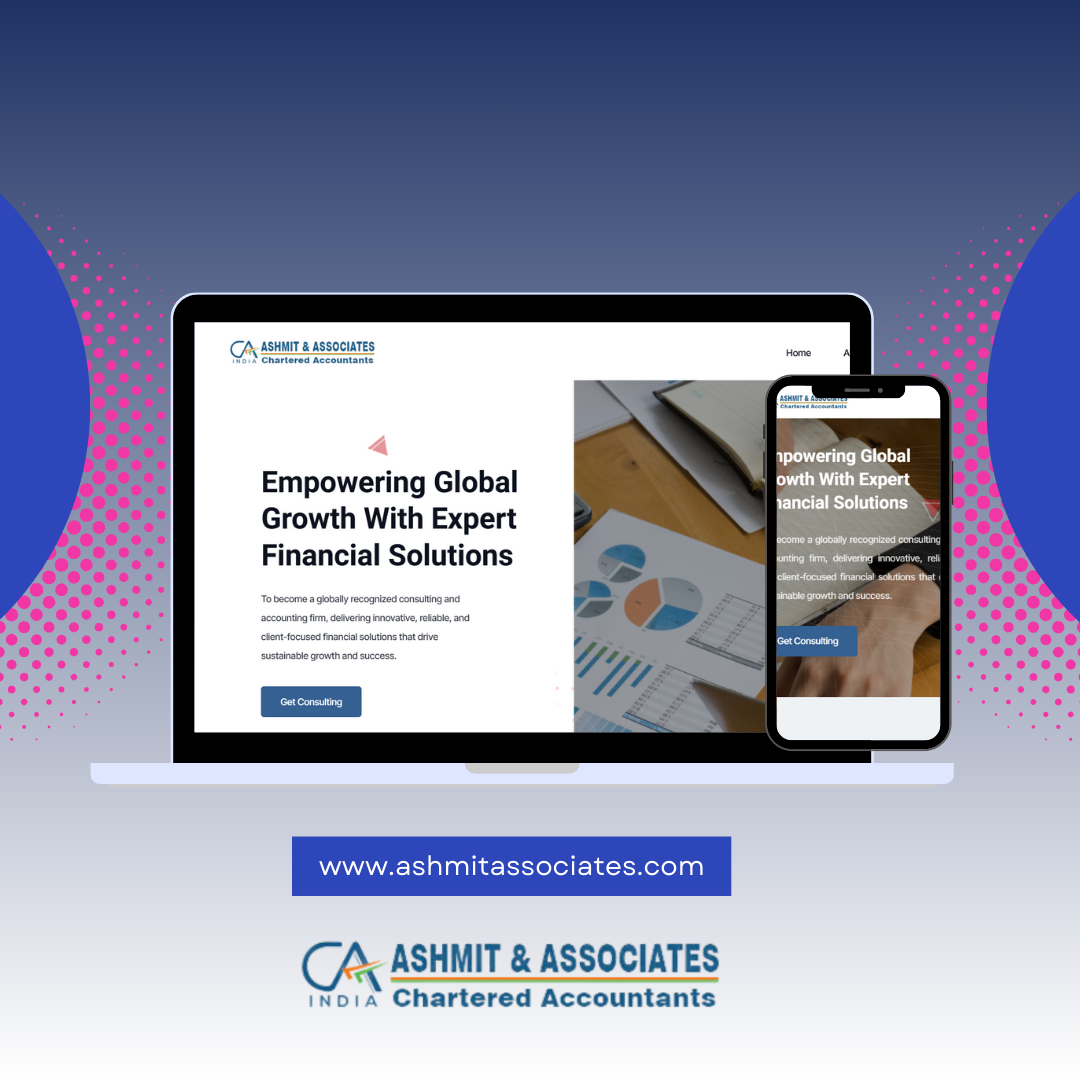 ASHMIT & ASSOCIATES
CA
INDIA
Chartered Accountants
Home
Empowering Global
Growth With Expert
Financial Solutions
To become a globally recognized consulting and
accounting firm, delivering innovative, reliable, and
client-focused financial solutions that drive
sustainable growth and success.
Get Consulting
ASHMIT & ASSOCIATES
Chartered Accountants
mpowering Global
owth With Expert
nancial Solutions
ecome a globally recognized consulting
unting firm, delivering innovative, reli
client-focused financial solutions that
ainable growth and success.
Get Consulting
www.ashmitassociates.com
CA
INDIA
ASHMIT & ASSOCIATES
Chartered Accountants